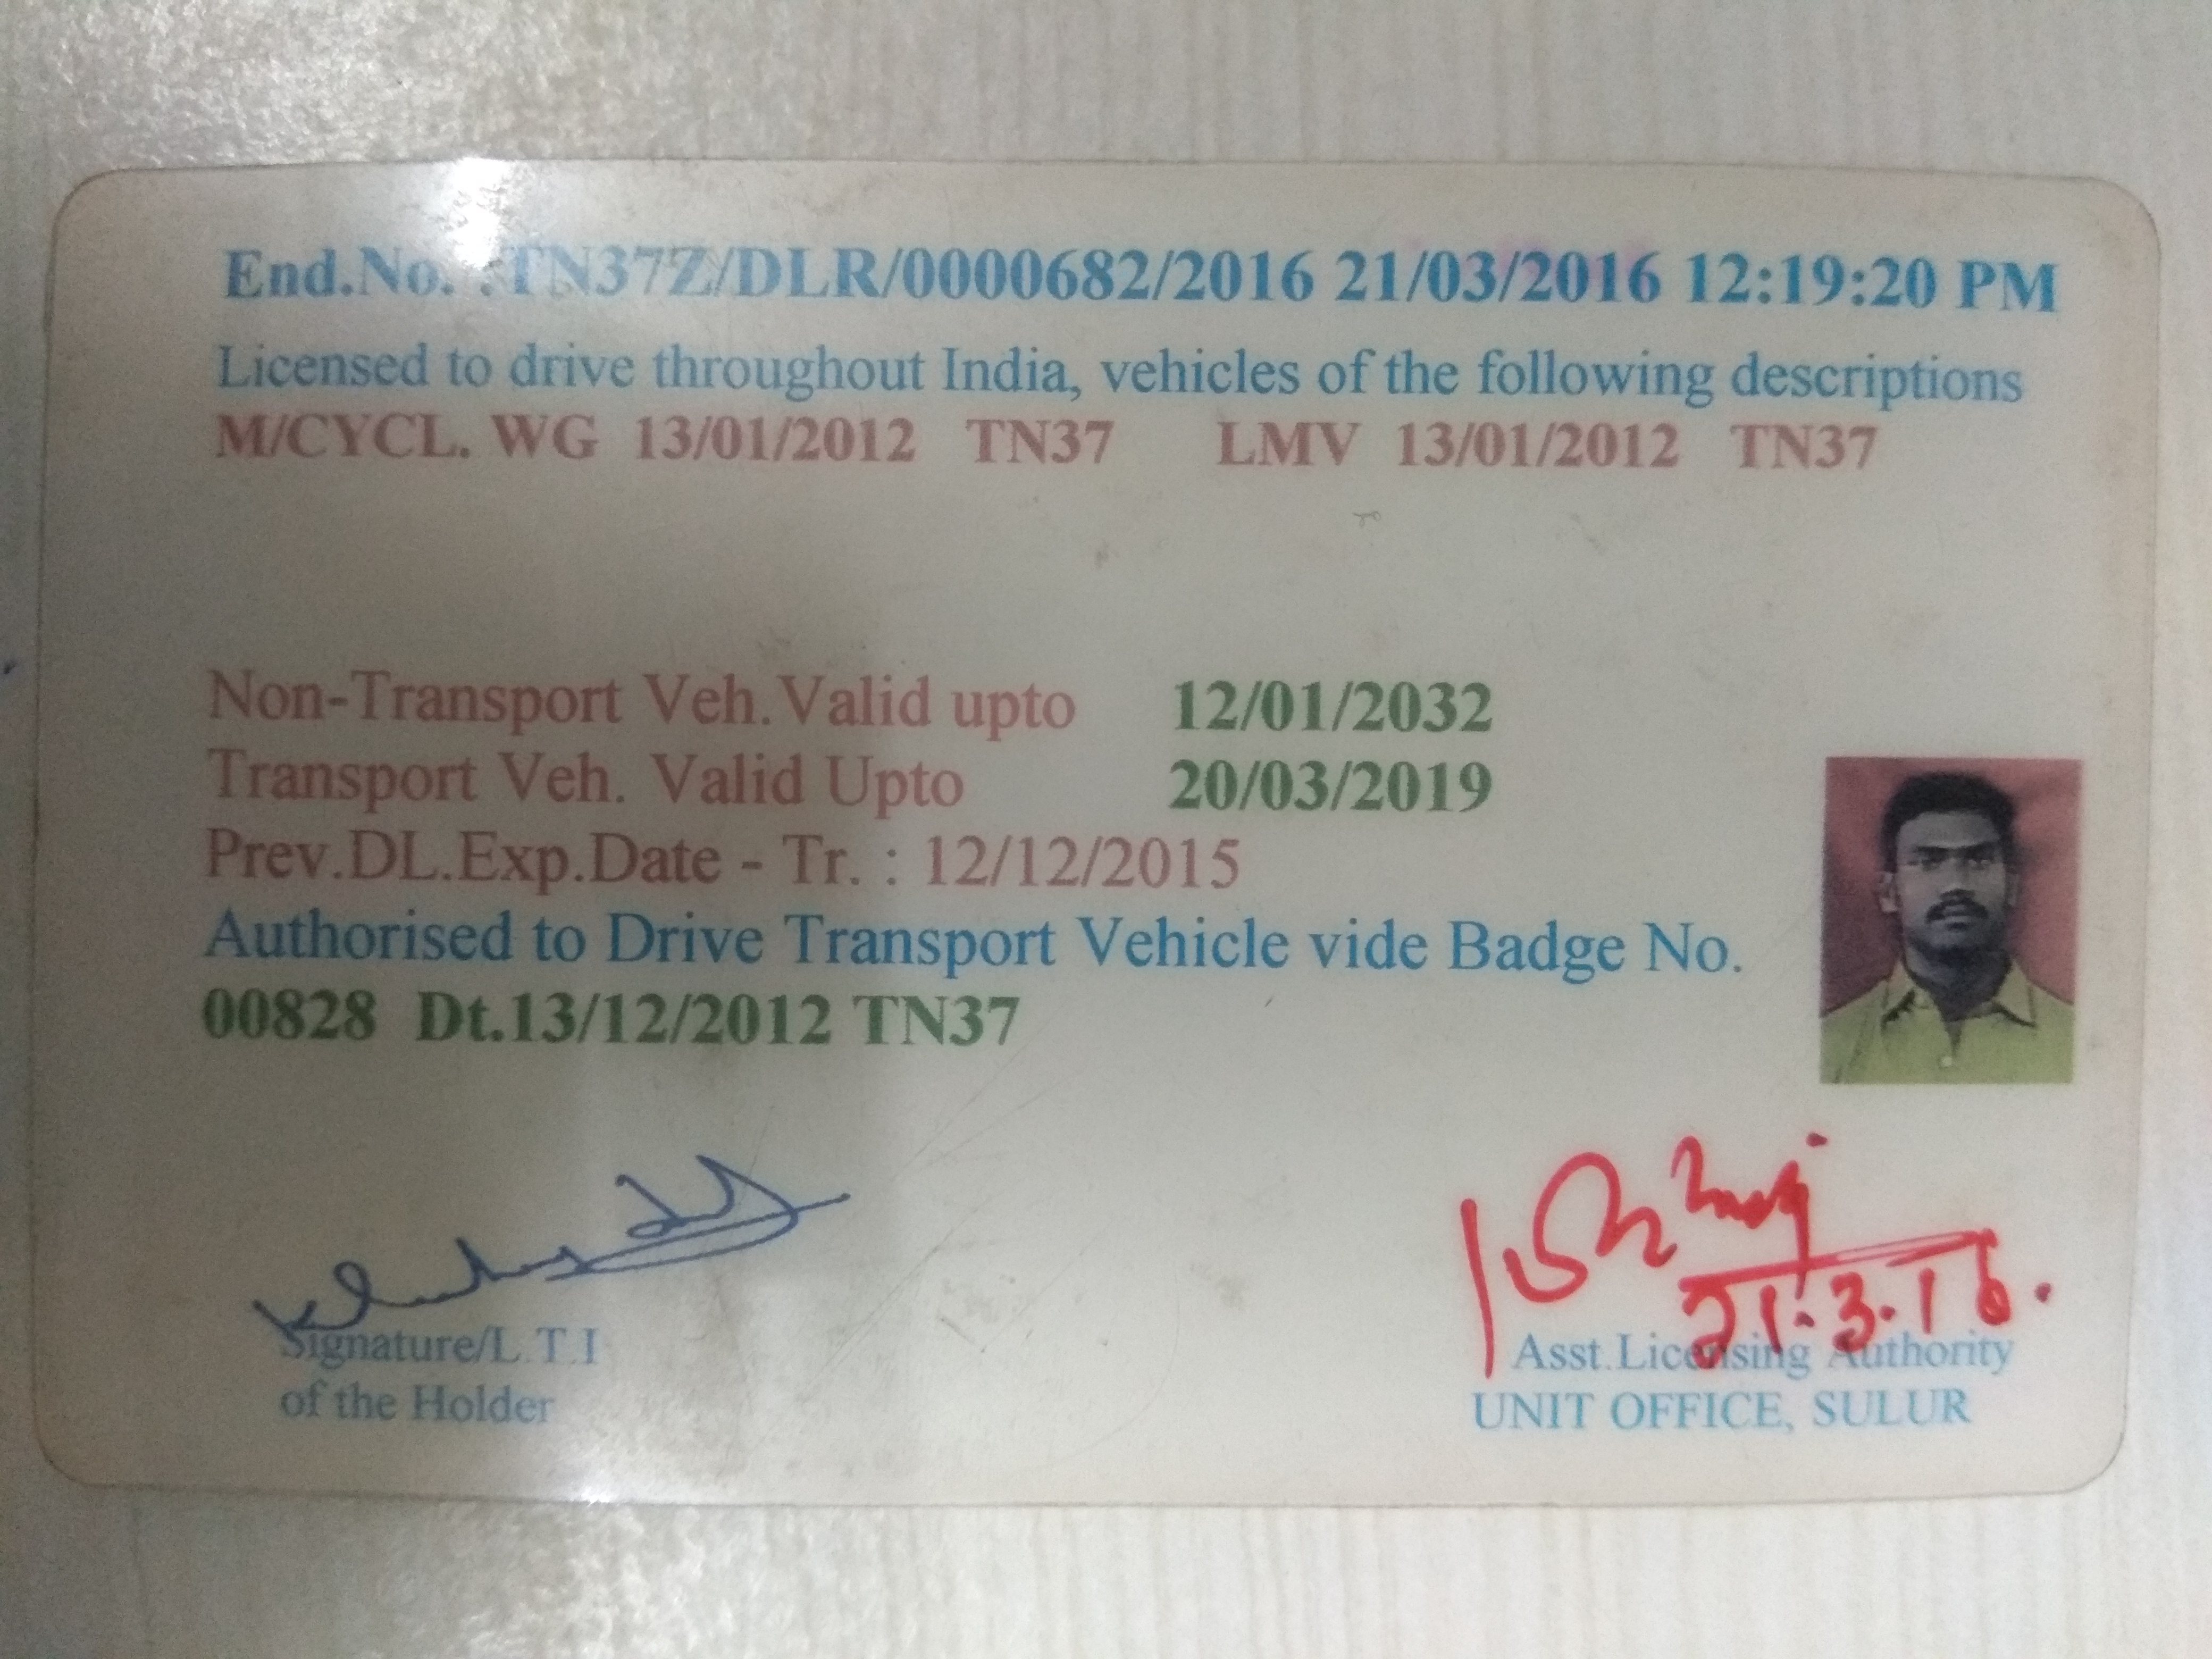 End.No. :TN37Z/DLR/0000682/2016 21/03/2016 12:19:20 PM
Licensed to drive throughout India, vehicles of the following descriptions
M/CYCL. WG 13/01/2012 TN37 LMV 13/01/2012 TN37
Non-Transport Veh.Valid upto 12/01/2032
Transport Veh. Valid Upto 20/03/2019
Prev.DL.Exp.Date - Tr. : 12/12/2015
Authorised to Drive Transport Vehicle vide Badge No.
00828 Dt.13/12/2012 TN37
21.3.16.
Signature/L.T.I
of the Holder
Asst.Licensing Authority
UNIT OFFICE, SULUR